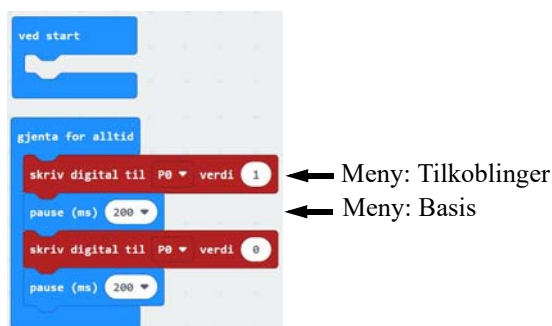 ved start
gjenta for alltid
skriv digital til P0 verdi 1
Meny: Tilkoblinger
pause (ms) 200
Meny: Basis
skriv digital til P0 verdi 0
pause (ms) 200